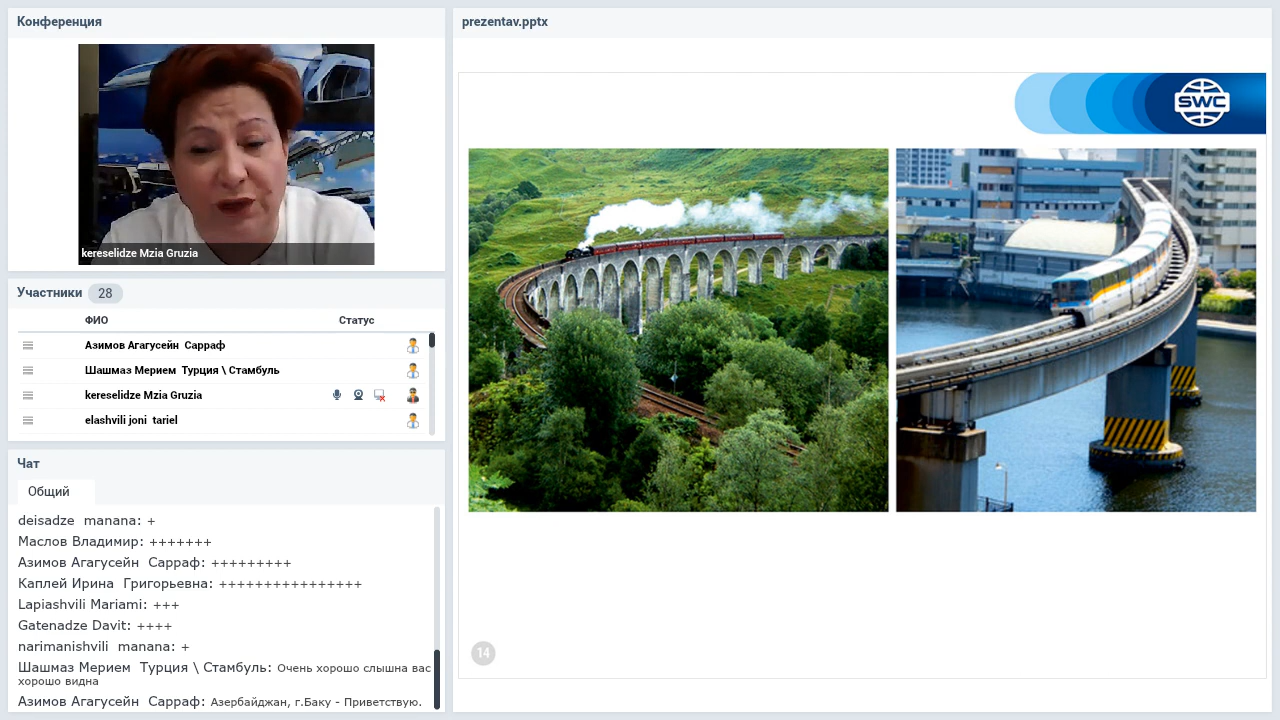 Конференция
kereselidze Mzia Gruzia
Участники 28
ФИО Статус
Азимов Агагусейн Сарраф
Шашмаз Мерием Турция \ Стамбуль
kereselidze Mzia Gruzia
elashvili joni tariel
Чат
Общий
deisadze manana: +
Маслов Владимир: +++++++
Азимов Агагусейн Сарраф: +++++++++
Каплей Ирина Григорьевна: ++++++++++++++++
Lapiashvili Mariami: +++
Gatenadze Davit: ++++
narimanishvili manana: +
Шашмаз Мерием Турция \ Стамбуль: Очень хорошо слышна вас
хорошо видна
Азимов Агагусейн Сарраф: Азербайджан, г.Баку - Приветствую.
prezentav.pptx
SWC
14